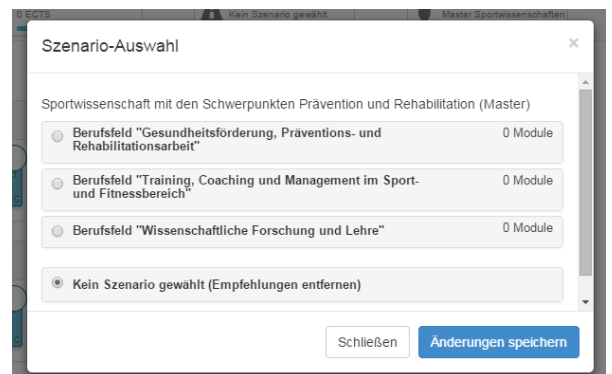 0 ECTS Kein Szenario gewählt Master Sportwissenschaften
Szenario-Auswahl ×
Sportwissenschaft mit den Schwerpunkten Prävention und Rehabilitation (Master)
Berufsfeld "Gesundheitsförderung, Präventions- und 0 Module
Rehabilitationsarbeit"
Berufsfeld "Training, Coaching und Management im Sport- 0 Module
und Fitnessbereich"
Berufsfeld "Wissenschaftliche Forschung und Lehre" 0 Module
Kein Szenario gewählt (Empfehlungen entfernen)
Schließen Änderungen speichern